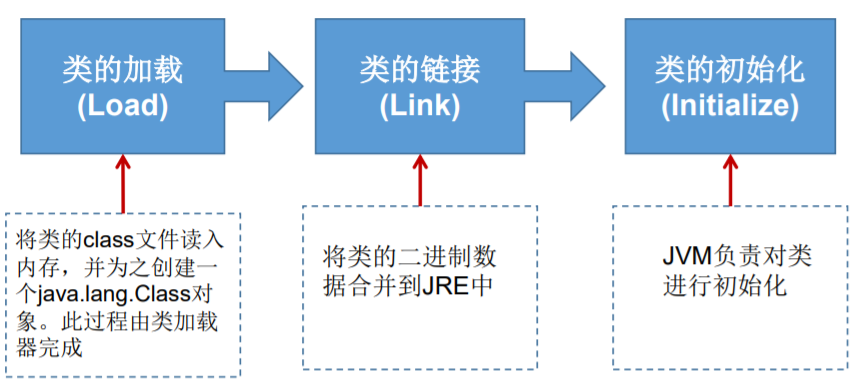 类的加载
(Load)
类的链接
(Link)
类的初始化
(Initialize)
将类的class文件读入
内存，并为之创建一
个java.lang.Class对
象。此过程由类加载
器完成
将类的二进制数
据合并到JRE中
JVM负责对类
进行初始化